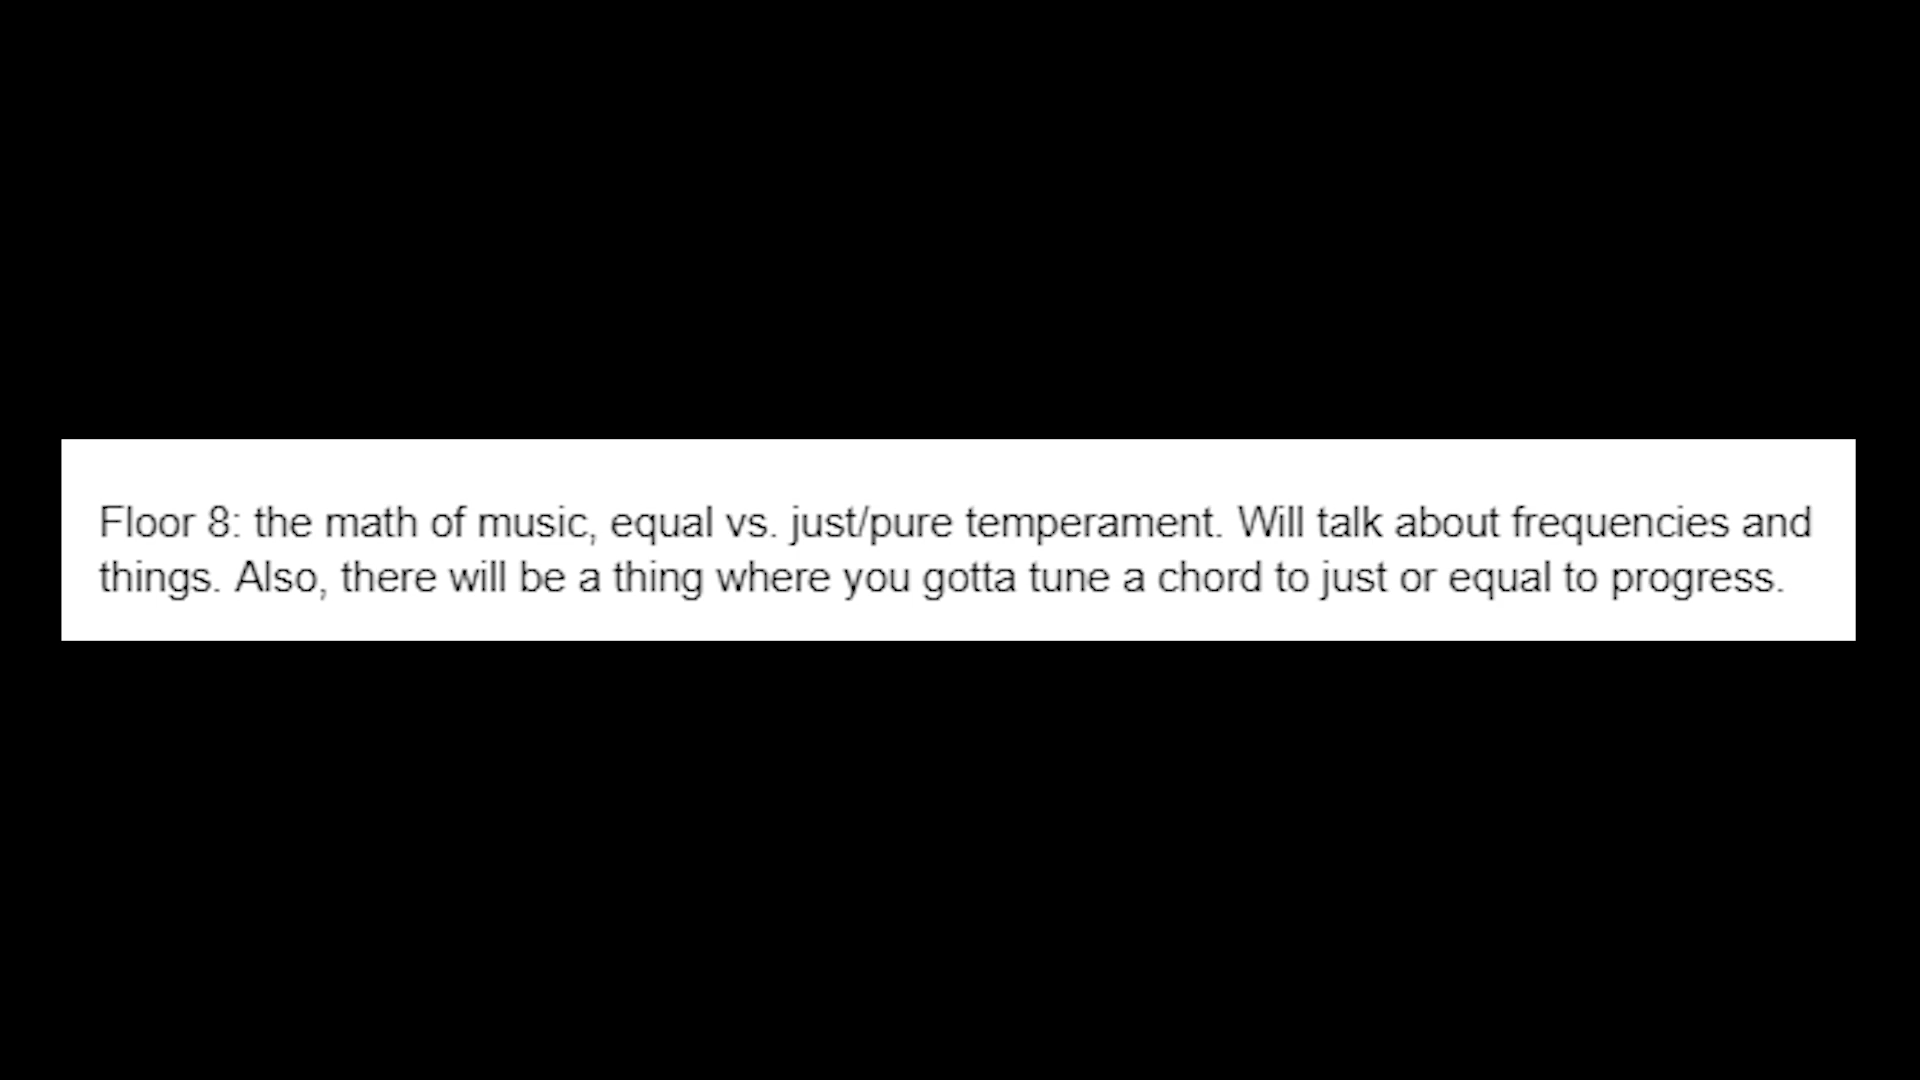 Floor 8: the math of music, equal vs. just/pure temperament. Will talk about frequencies and
things. Also, there will be a thing where you gotta tune a chord to just or equal to progress.